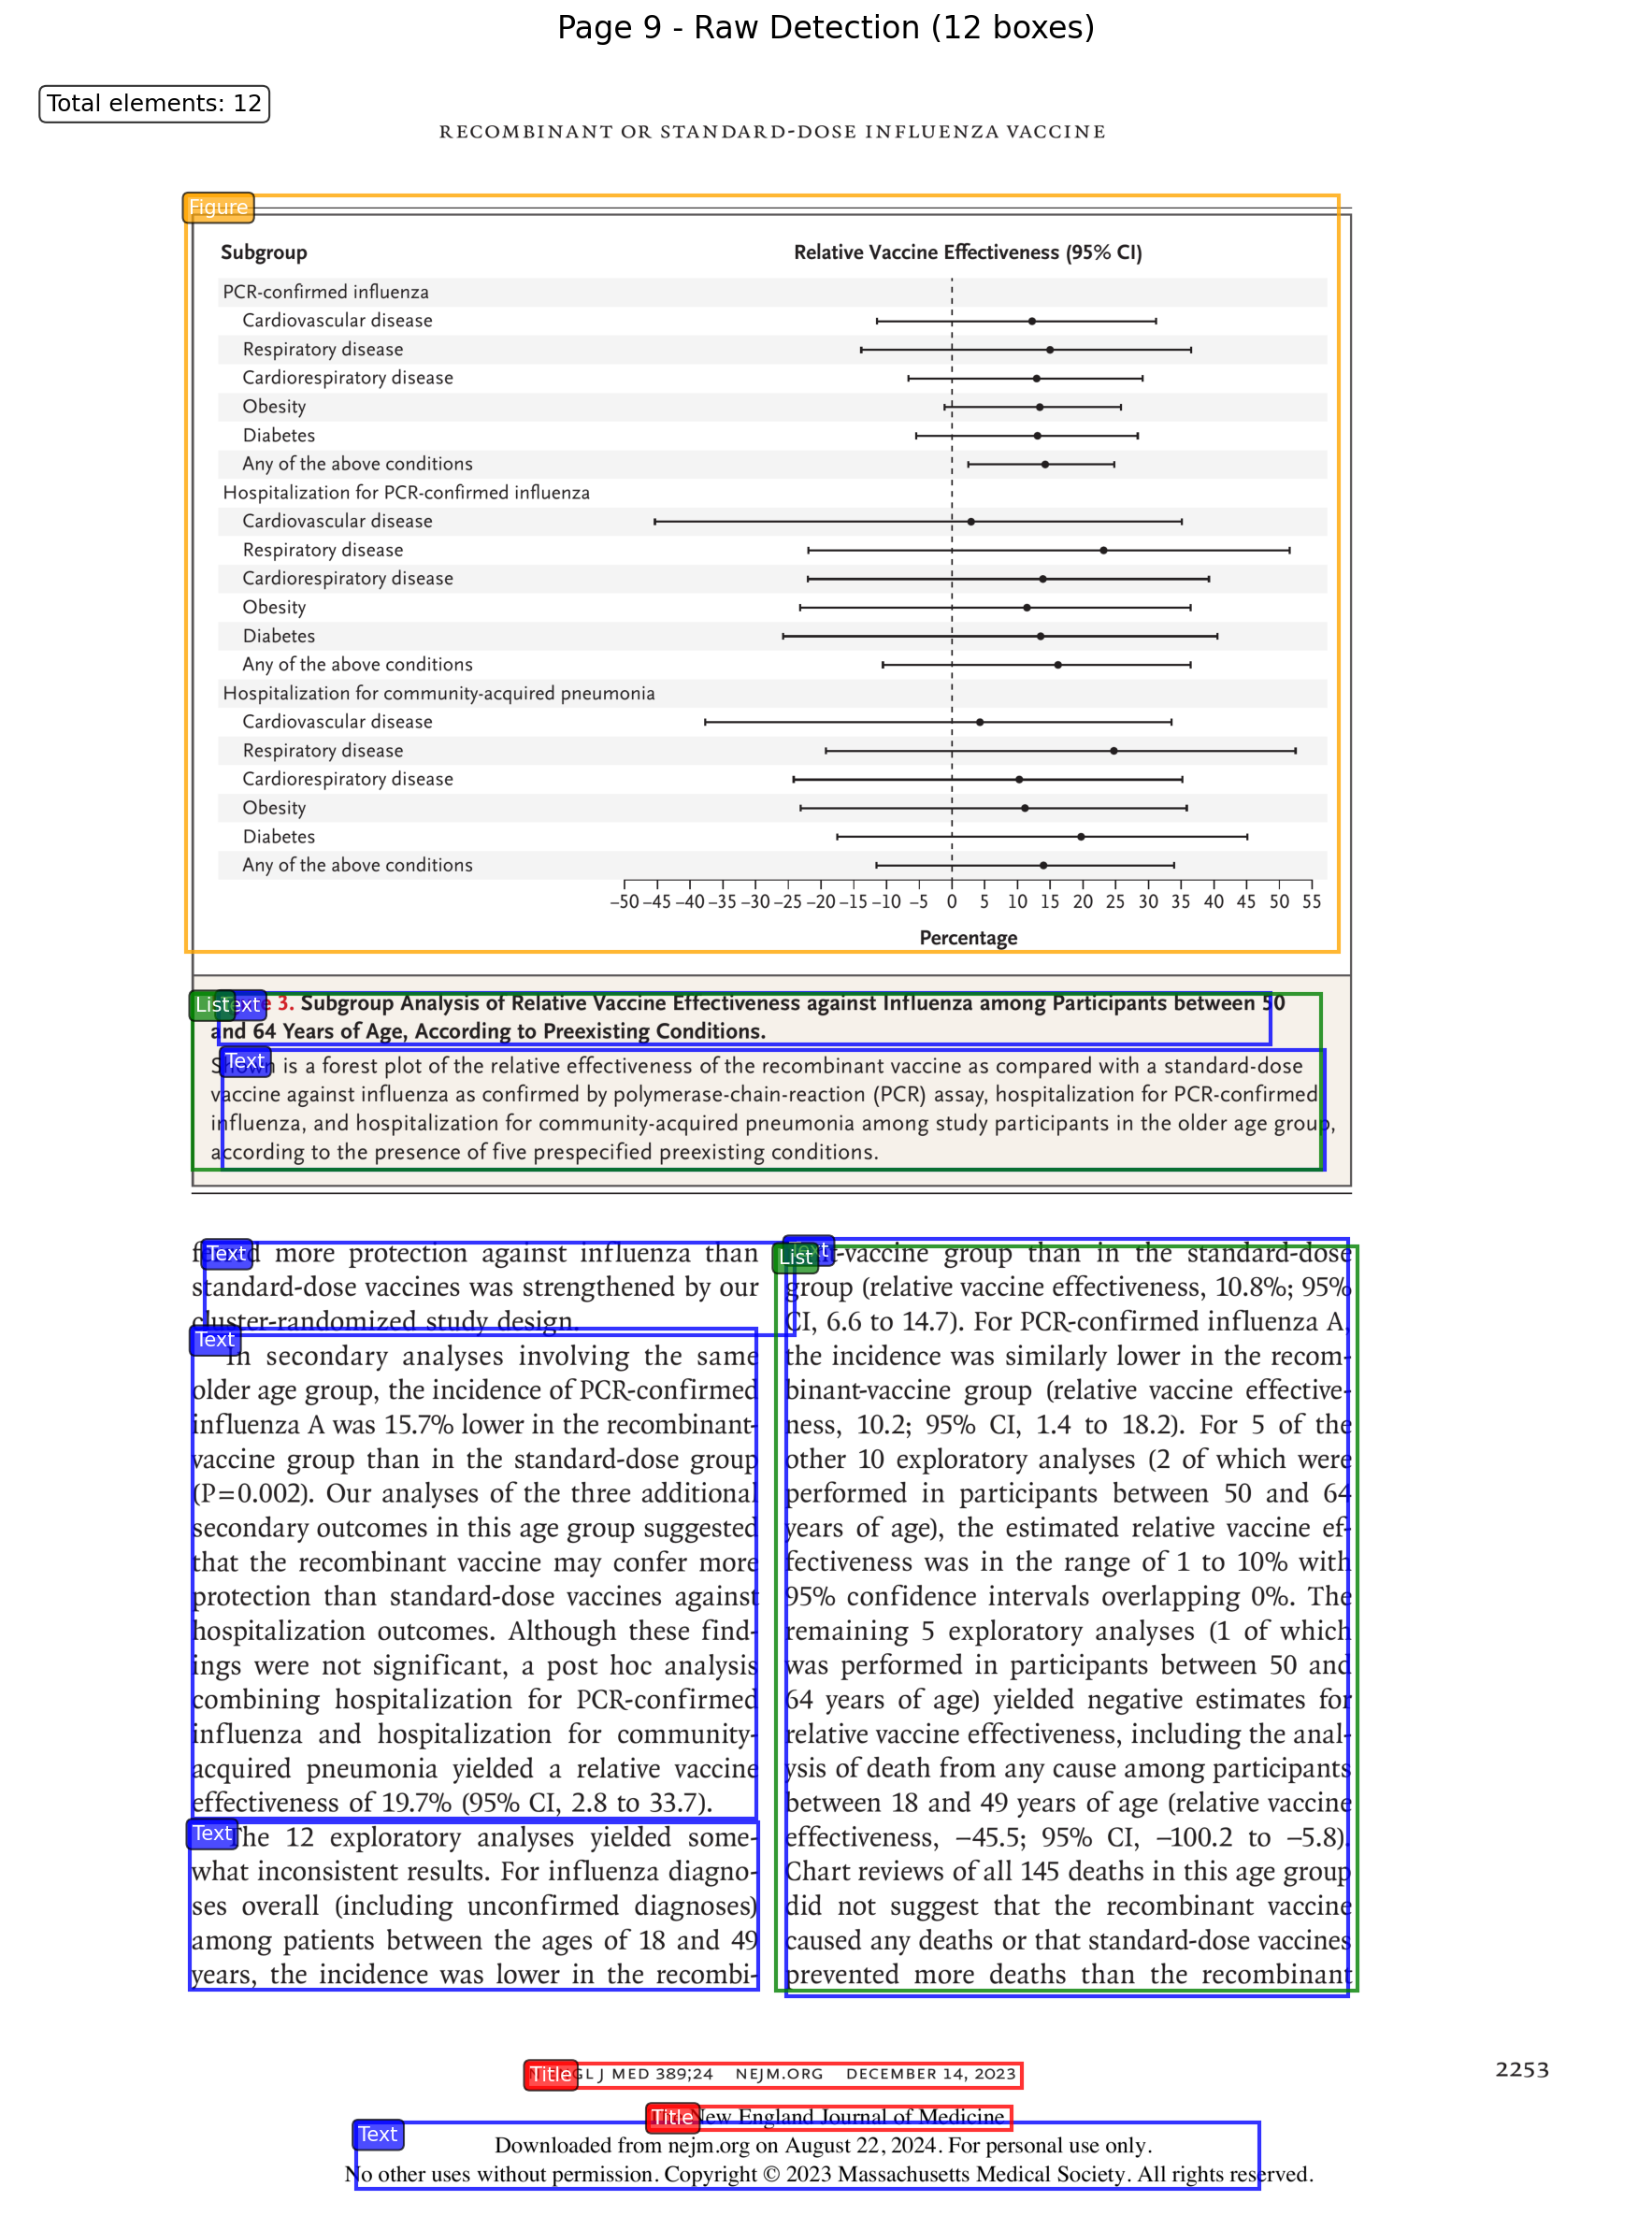 Page 9 - Raw Detection (12 boxes)
Total elements: 12
RECOMBINANT OR STANDARD-DOSE INFLUENZA VACCINE
Figure
Subgroup Relative Vaccine Effectiveness (95% CI)
PCR-confirmed influenza
Cardiovascular disease
Respiratory disease
Cardiorespiratory disease
Obesity
Diabetes
Any of the above conditions
Hospitalization for PCR-confirmed influenza
Cardiovascular disease
Respiratory disease
Cardiorespiratory disease
Obesity
Diabetes
Any of the above conditions
Hospitalization for community-acquired pneumonia
Cardiovascular disease
Respiratory disease
Cardiorespiratory disease
Obesity
Diabetes
Any of the above conditions
–50 –45 –40 –35 –30 –25 –20 –15 –10 –5 0 5 10 15 20 25 30 35 40 45 50 55
Percentage
List
3. Subgroup Analysis of Relative Vaccine Effectiveness against Influenza among Participants between 50
and 64 Years of Age, According to Preexisting Conditions.
Text
is a forest plot of the relative effectiveness of the recombinant vaccine as compared with a standard-dose
vaccine against influenza as confirmed by polymerase-chain-reaction (PCR) assay, hospitalization for PCR-confirmed
influenza, and hospitalization for community-acquired pneumonia among study participants in the older age group,
according to the presence of five prespecified preexisting conditions.
Text
more protection against influenza than
standard-dose vaccines was strengthened by our
cluster-randomized study design.
Text
In secondary analyses involving the same
older age group, the incidence of PCR-confirmed
influenza A was 15.7% lower in the recombinant-
vaccine group than in the standard-dose group
(P=0.002). Our analyses of the three additional
secondary outcomes in this age group suggested
that the recombinant vaccine may confer more
protection than standard-dose vaccines against
hospitalization outcomes. Although these find-
ings were not significant, a post hoc analysis
combining hospitalization for PCR-confirmed
influenza and hospitalization for community-
acquired pneumonia yielded a relative vaccine
effectiveness of 19.7% (95% CI, 2.8 to 33.7).
Text
The 12 exploratory analyses yielded some-
what inconsistent results. For influenza diagno-
ses overall (including unconfirmed diagnoses)
among patients between the ages of 18 and 49
years, the incidence was lower in the recombi-
List
-vaccine group than in the standard-dose
group (relative vaccine effectiveness, 10.8%; 95%
CI, 6.6 to 14.7). For PCR-confirmed influenza A,
the incidence was similarly lower in the recom-
binant-vaccine group (relative vaccine effective-
ness, 10.2; 95% CI, 1.4 to 18.2). For 5 of the
other 10 exploratory analyses (2 of which were
performed in participants between 50 and 64
years of age), the estimated relative vaccine ef-
fectiveness was in the range of 1 to 10% with
95% confidence intervals overlapping 0%. The
remaining 5 exploratory analyses (1 of which
was performed in participants between 50 and
64 years of age) yielded negative estimates for
relative vaccine effectiveness, including the anal-
ysis of death from any cause among participants
between 18 and 49 years of age (relative vaccine
effectiveness, –45.5; 95% CI, –100.2 to –5.8).
Chart reviews of all 145 deaths in this age group
did not suggest that the recombinant vaccine
caused any deaths or that standard-dose vaccines
prevented more deaths than the recombinant
Title
J MED 389;24 NEJM.ORG DECEMBER 14, 2023
2253
Title
New England Journal of Medicine
Text
Downloaded from nejm.org on August 22, 2024. For personal use only.
No other uses without permission. Copyright © 2023 Massachusetts Medical Society. All rights reserved.